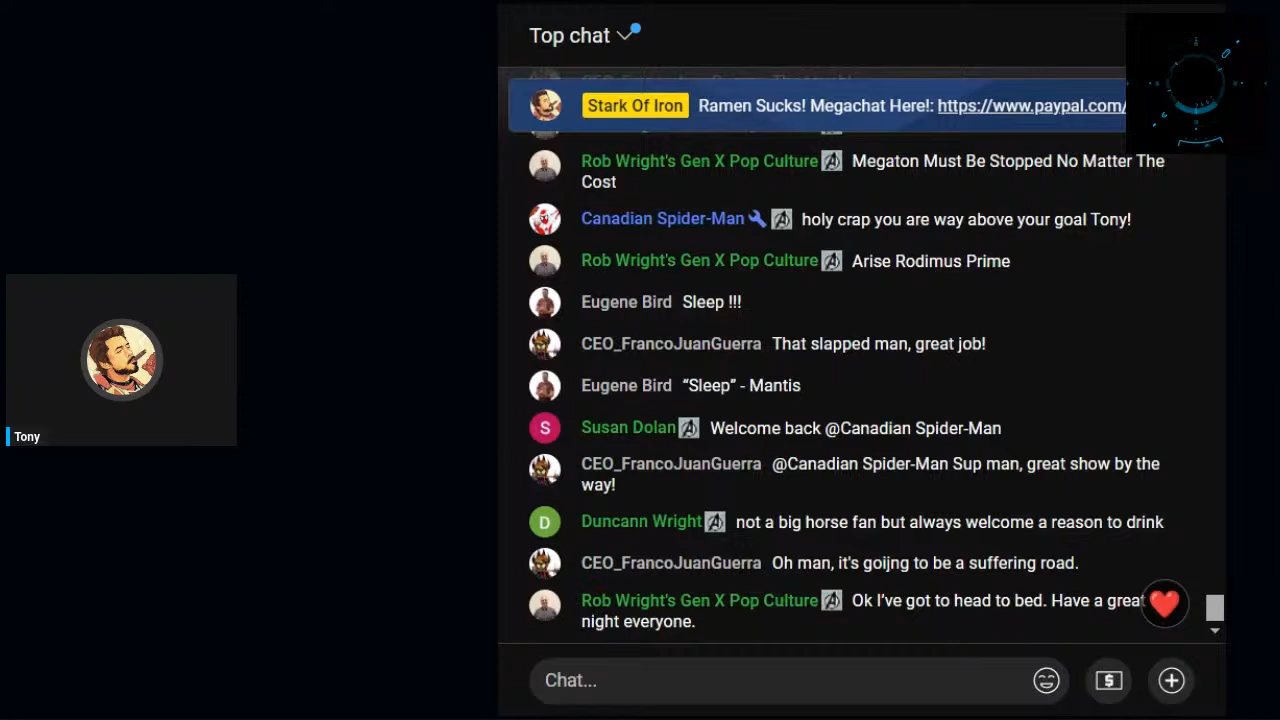 Top chat
Stark Of Iron Ramen Sucks! Megachat Here!: https://www.paypal.com/
Rob Wright's Gen X Pop Culture Megaton Must Be Stopped No Matter The
Cost
Canadian Spider-Man holy crap you are way above your goal Tony!
Rob Wright's Gen X Pop Culture Arise Rodimus Prime
Eugene Bird Sleep !!!
CEO_FrancoJuanGuerra That slapped man, great job!
Eugene Bird “Sleep” - Mantis
S Susan Dolan Welcome back @Canadian Spider-Man
CEO_FrancoJuanGuerra @Canadian Spider-Man Sup man, great show by the
way!
D Duncann Wright not a big horse fan but always welcome a reason to drink
CEO_FrancoJuanGuerra Oh man, it's goijng to be a suffering road.
Rob Wright's Gen X Pop Culture Ok I’ve got to head to bed. Have a great
night everyone.
Chat...
Tony